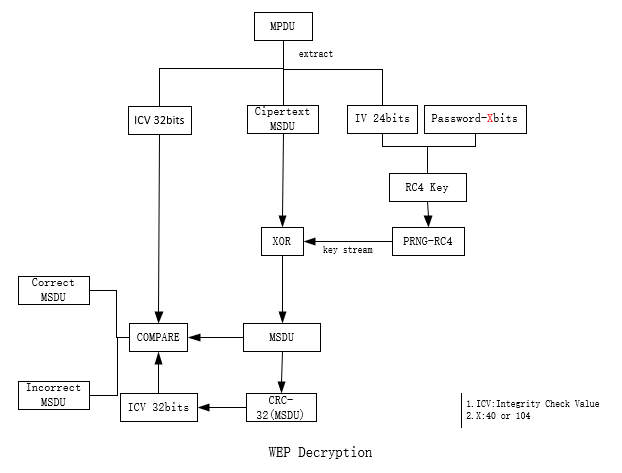 MPDU
extract
ICV 32bits
Cipertext
MSDU
IV 24bits
Password-Xbits
RC4 Key
XOR
key stream
PRNG-RC4
Correct
MSDU
COMPARE
MSDU
Incorrect
MSDU
ICV 32bits
CRC-
32(MSDU)
1.ICV:Integrity Check Value
2.X:40 or 104
WEP Decryption